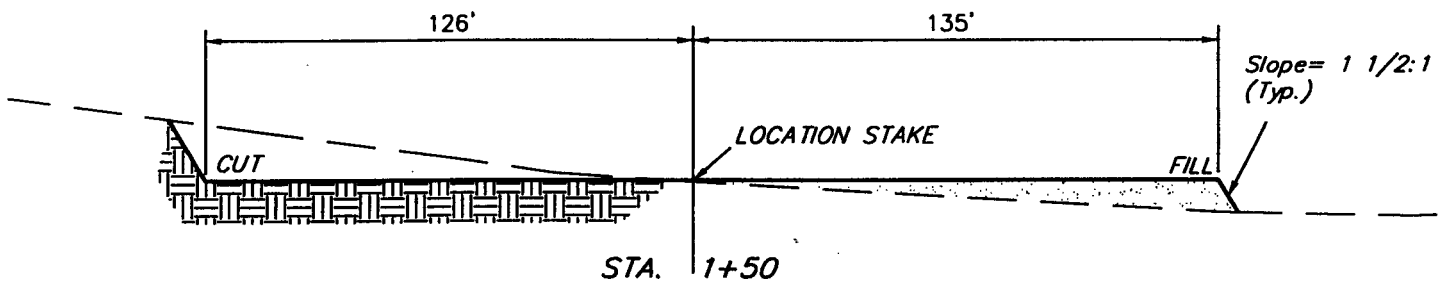 126'
135'
Slope= 1 1/2:1
(Typ.)
LOCATION STAKE
CUT
FILL
STA. 1+50